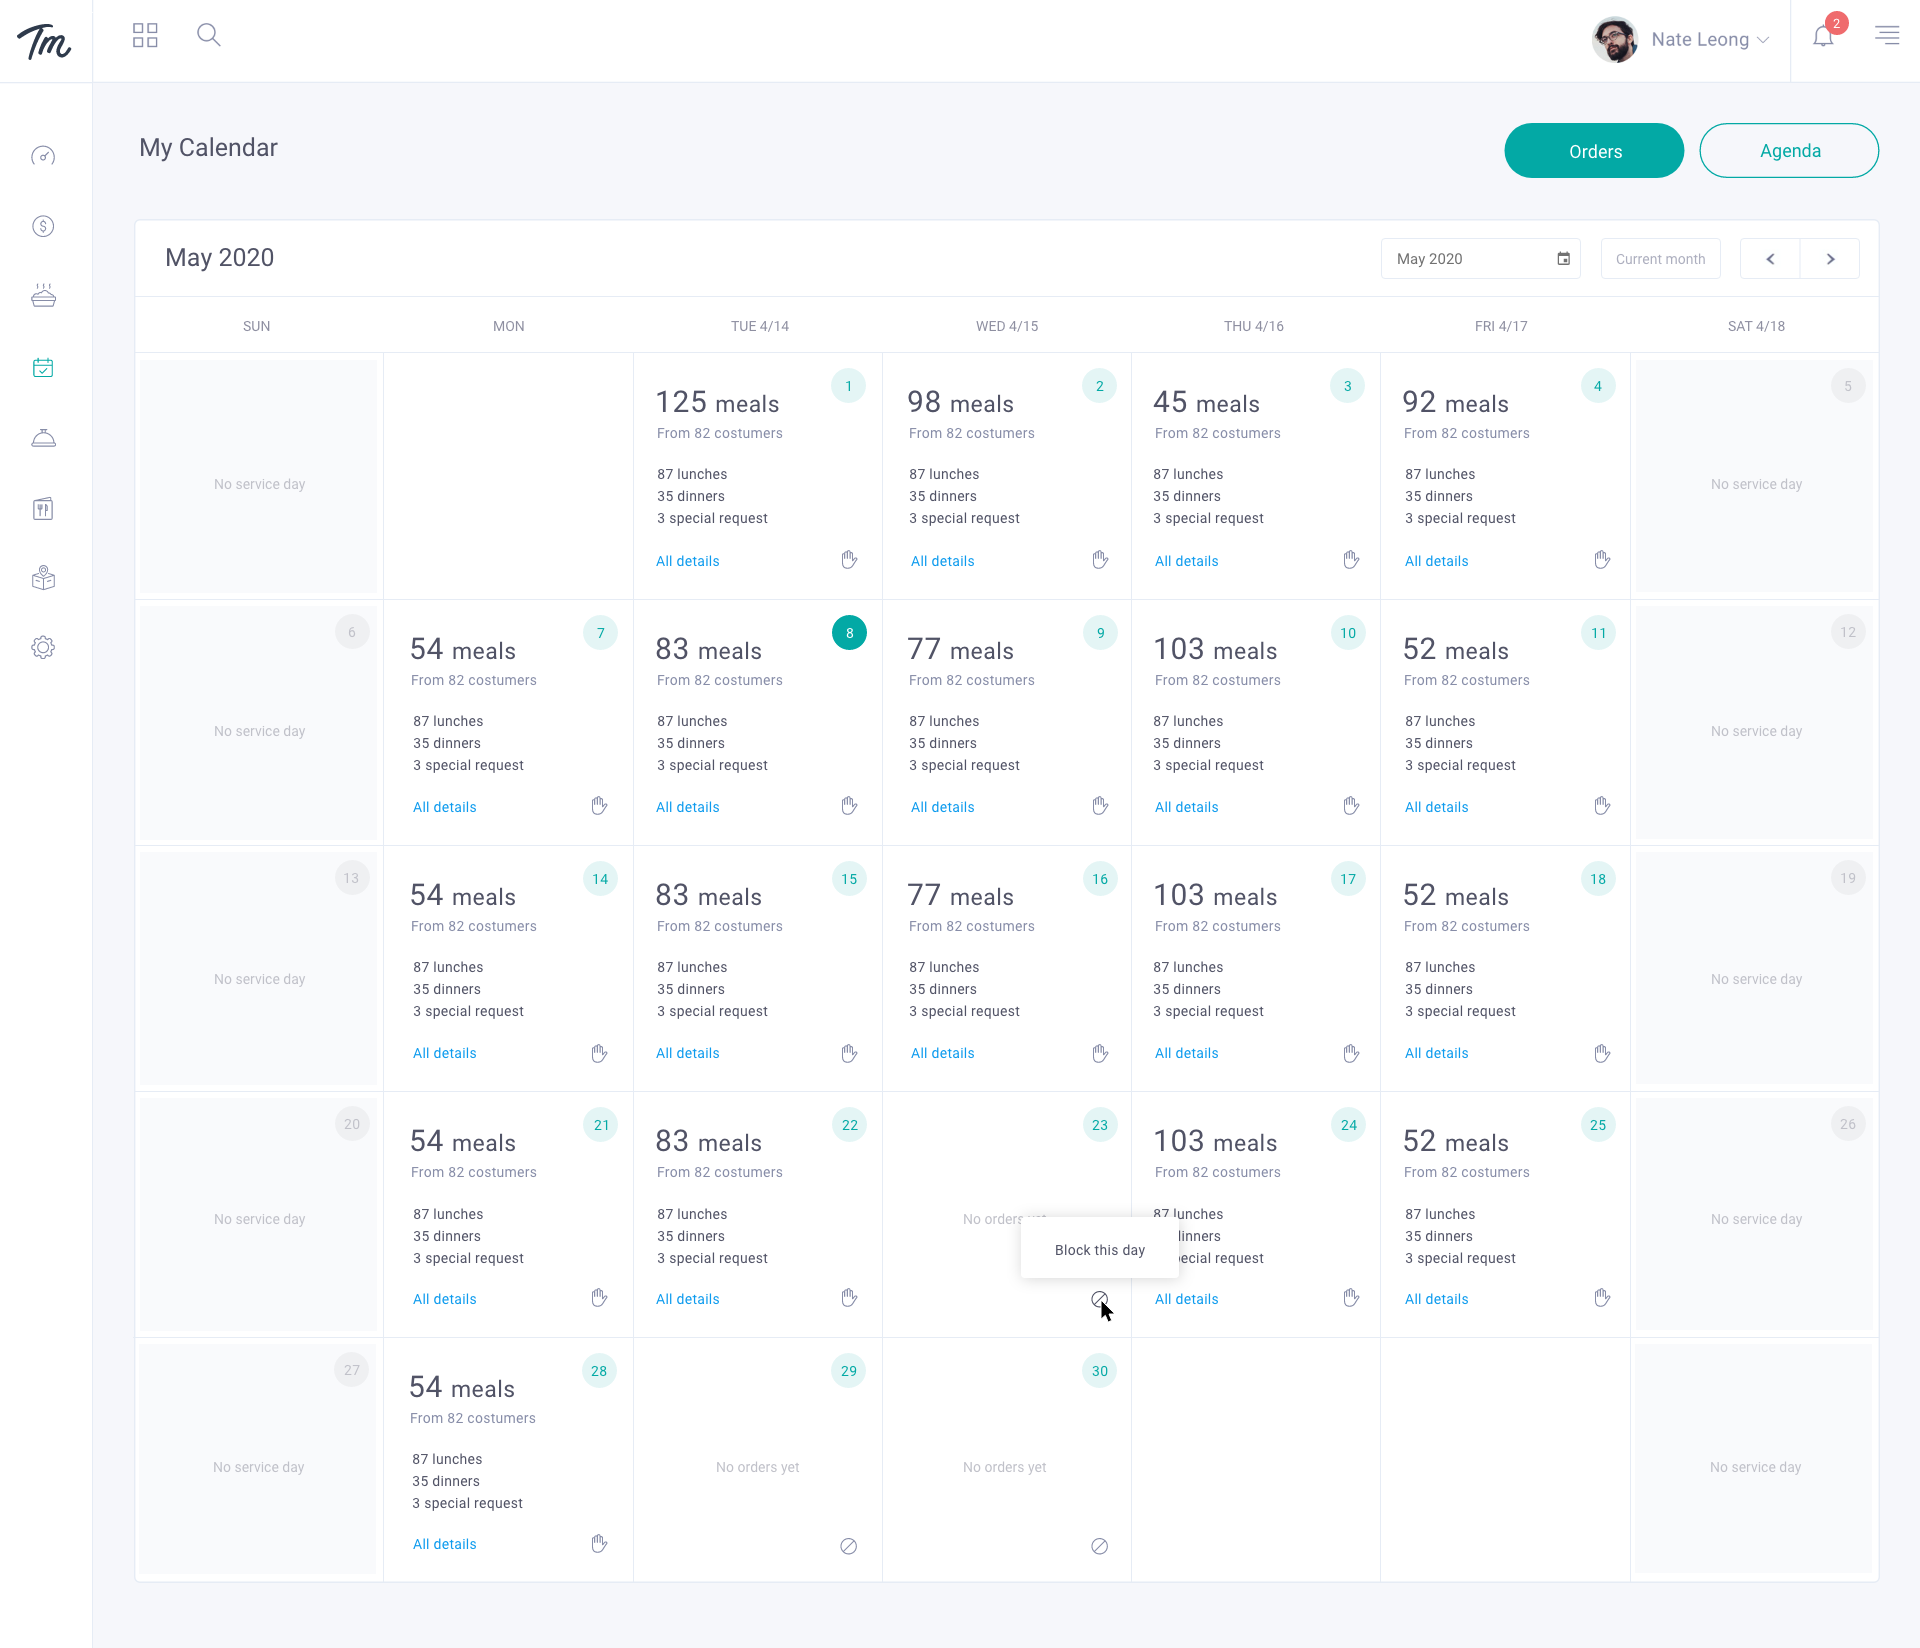 Tm
Nate Leong
2
My Calendar
Orders
Agenda
May 2020
May 2020
Current month
SUN
MON
TUE 4/14
WED 4/15
THU 4/16
FRI 4/17
SAT 4/18
No service day
125 meals
1
From 82 costumers
87 lunches
35 dinners
3 special request
All details
98 meals
2
From 82 costumers
87 lunches
35 dinners
3 special request
All details
45 meals
3
From 82 costumers
87 lunches
35 dinners
3 special request
All details
92 meals
4
From 82 costumers
87 lunches
35 dinners
3 special request
All details
5
No service day
6
No service day
54 meals
7
From 82 costumers
87 lunches
35 dinners
3 special request
All details
83 meals
8
From 82 costumers
87 lunches
35 dinners
3 special request
All details
77 meals
9
From 82 costumers
87 lunches
35 dinners
3 special request
All details
103 meals
10
From 82 costumers
87 lunches
35 dinners
3 special request
All details
52 meals
11
From 82 costumers
87 lunches
35 dinners
3 special request
All details
12
No service day
13
No service day
54 meals
14
From 82 costumers
87 lunches
35 dinners
3 special request
All details
83 meals
15
From 82 costumers
87 lunches
35 dinners
3 special request
All details
77 meals
16
From 82 costumers
87 lunches
35 dinners
3 special request
All details
103 meals
17
From 82 costumers
87 lunches
35 dinners
3 special request
All details
52 meals
18
From 82 costumers
87 lunches
35 dinners
3 special request
All details
19
No service day
20
No service day
54 meals
21
From 82 costumers
87 lunches
35 dinners
3 special request
All details
83 meals
22
From 82 costumers
87 lunches
35 dinners
3 special request
All details
23
No orders yet
Block this day
103 meals
24
From 82 costumers
87 lunches
dinners
special request
All details
52 meals
25
From 82 costumers
87 lunches
35 dinners
3 special request
All details
26
No service day
27
No service day
54 meals
28
From 82 costumers
87 lunches
35 dinners
3 special request
All details
29
No orders yet
30
No orders yet
No service day